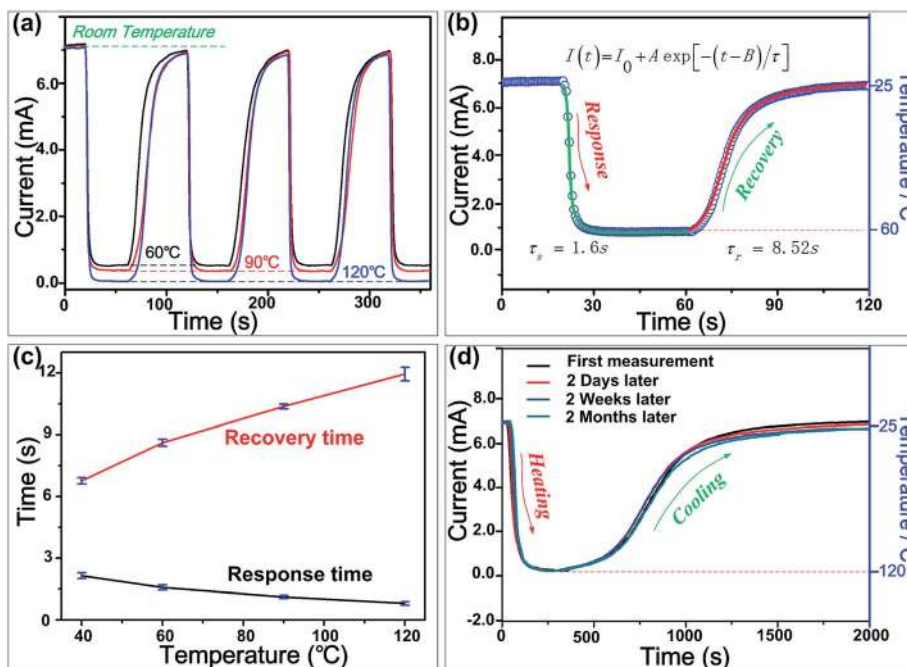 (a)
Room Temperature
60℃
90℃
120℃
8.0
6.0
4.0
2.0
0.0
Current (mA)
0
100
200
300
Time (s)
(b)
I(t)=I0+A exp[-(t-B)/τ]
Response
Recovery
τs = 1.6s
τr = 8.52s
8.0
6.0
4.0
2.0
0.0
Current (mA)
25
60
Temperature / C
0
30
60
90
120
Time (s)
(c)
Recovery time
Response time
12
9
6
3
0
Time (s)
40
60
80
100
120
Temperature (℃)
(d)
First measurement
2 Days later
2 Weeks later
2 Months later
Heating
Cooling
8.0
6.0
4.0
2.0
0.0
-2.0
Current (mA)
25
120
Temperature / C
0
500
1000
1500
2000
Time (s)